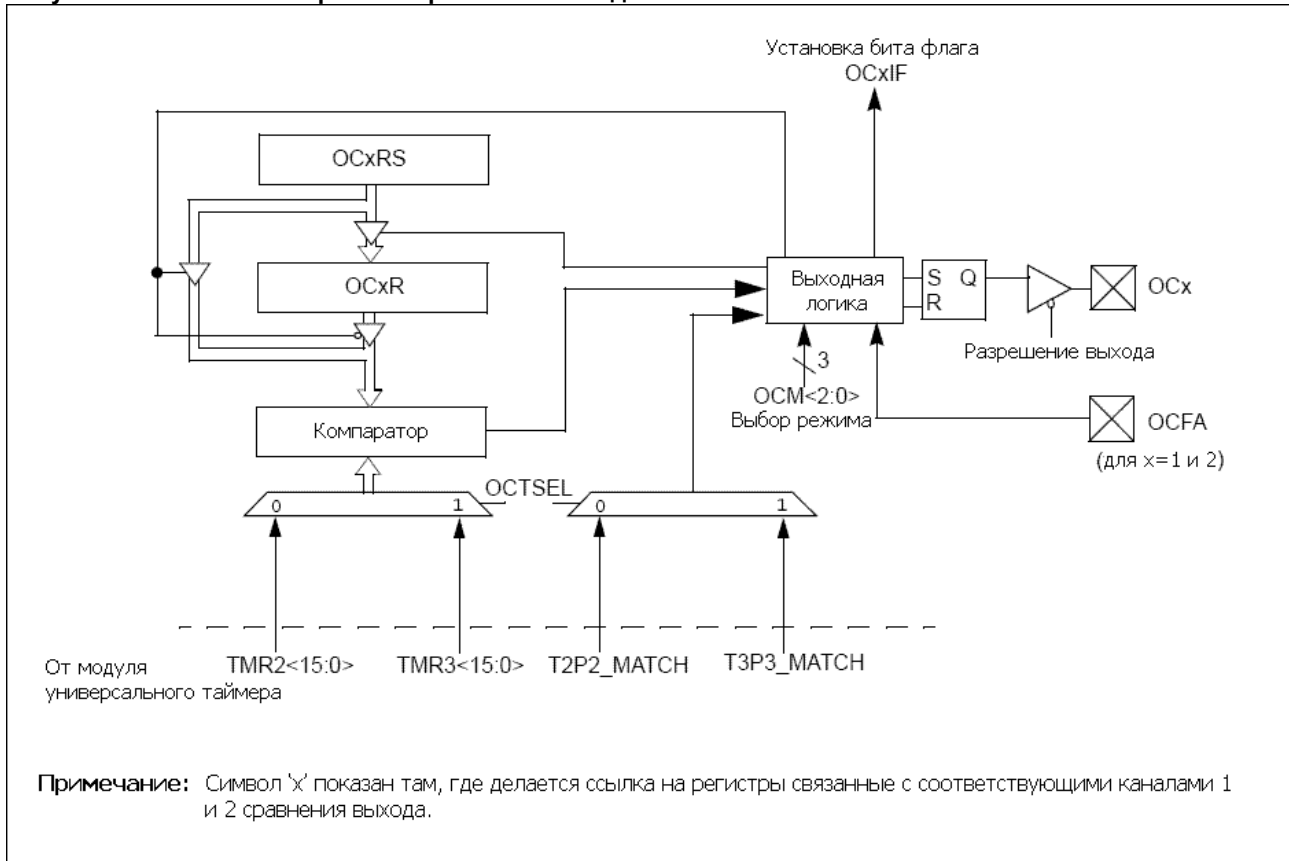 Установка бита флага
OCxIF
OCxRS
OCxR
Выходная
логика
S Q
R
OCx
Разрешение выхода
3
OCM<2:0>
Выбор режима
OCFA
(для x=1 и 2)
Компаратор
OCTSEL
0 1
0 1
От модуля
универсального таймера
TMR2<15:0>
TMR3<15:0>
T2P2_MATCH
T3P3_MATCH
Примечание: Символ 'x' показан там, где делается ссылка на регистры связанные с соответствующими каналами 1
и 2 сравнения выхода.